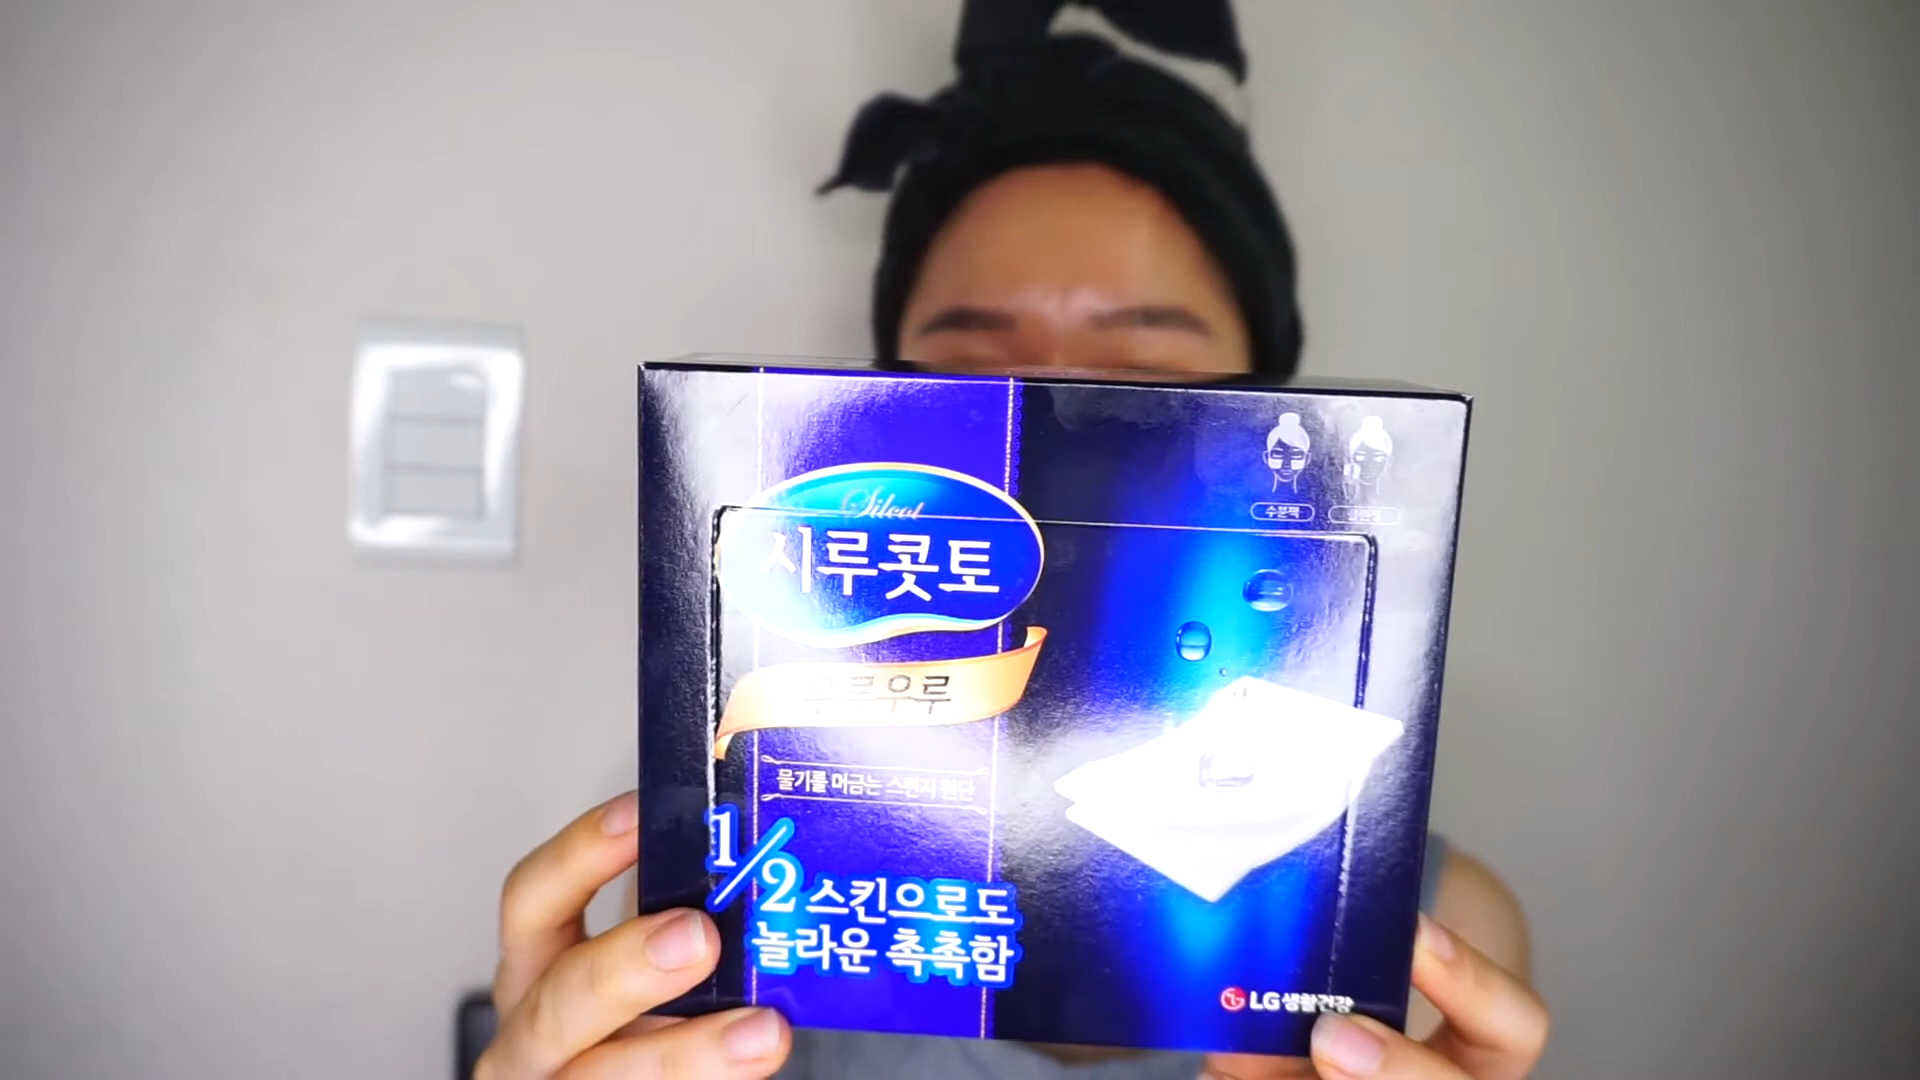 Silcot
시루콧토
물기를 머금는 스펀지 원단
1/2 스킨으로도
놀라운 촉촉함
수분팩
LG생활건강